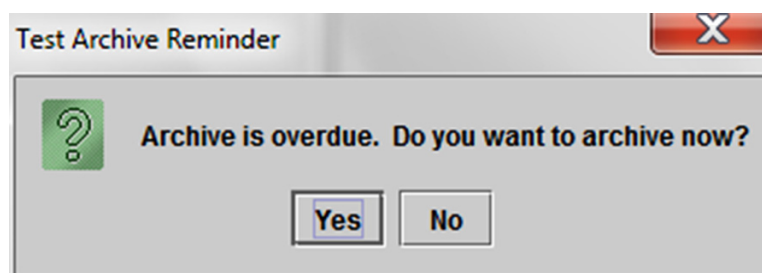 Test Archive Reminder
Archive is overdue. Do you want to archive now?
Yes No